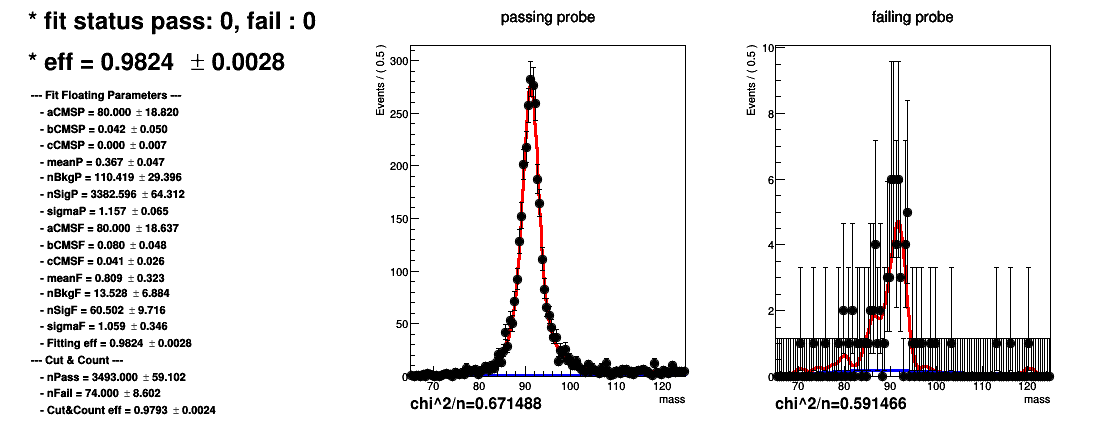 * fit status pass: 0, fail : 0
* eff = 0.9824 ± 0.0028
--- Fit Floating Parameters ---
- aCMSP = 80.000 ± 18.820
- bCMSP = 0.042 ± 0.050
- cCMSP = 0.000 ± 0.007
- meanP = 0.367 ± 0.047
- nBkgP = 110.419 ± 29.396
- nSigP = 3382.596 ± 64.312
- sigmaP = 1.157 ± 0.065
- aCMSF = 80.000 ± 18.637
- bCMSF = 0.080 ± 0.048
- cCMSF = 0.041 ± 0.026
- meanF = 0.809 ± 0.323
- nBkgF = 13.528 ± 6.884
- nSigF = 60.502 ± 9.716
- sigmaF = 1.059 ± 0.346
- Fitting eff = 0.9824 ± 0.0028
--- Cut & Count ---
- nPass = 3493.000 ± 59.102
- nFail = 74.000 ± 8.602
- Cut&Count eff = 0.9793 ± 0.0024
passing probe
Events / ( 0.5 )
300
250
200
150
100
50
0
70 80 90 100 110 120
mass
chi^2/n=0.671488
failing probe
Events / ( 0.5 )
10
8
6
4
2
0
70 80 90 100 110 120
mass
chi^2/n=0.591466